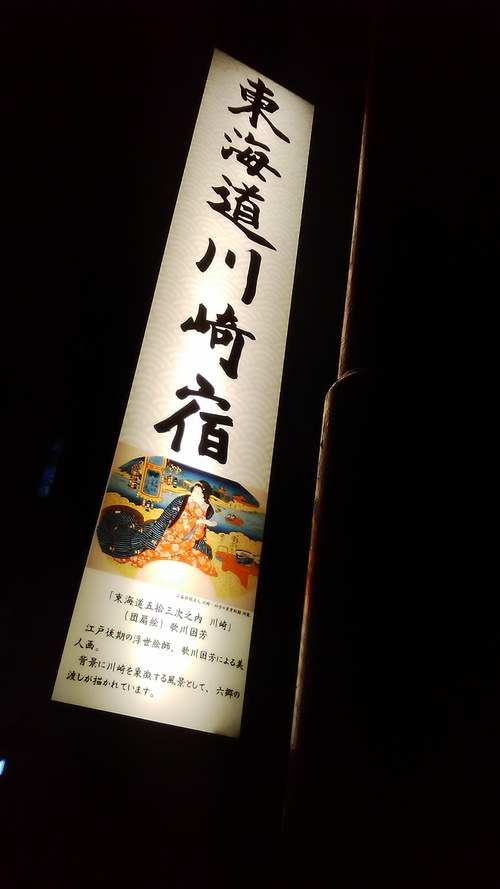 東海道川崎宿
「東海道五拾三次之内 川崎」
(団扇絵) 歌川国芳
江戸後期の浮世絵師、歌川国芳による美
人画。
背景に川崎を象徴する風景として、六郷の
渡しが描かれています。